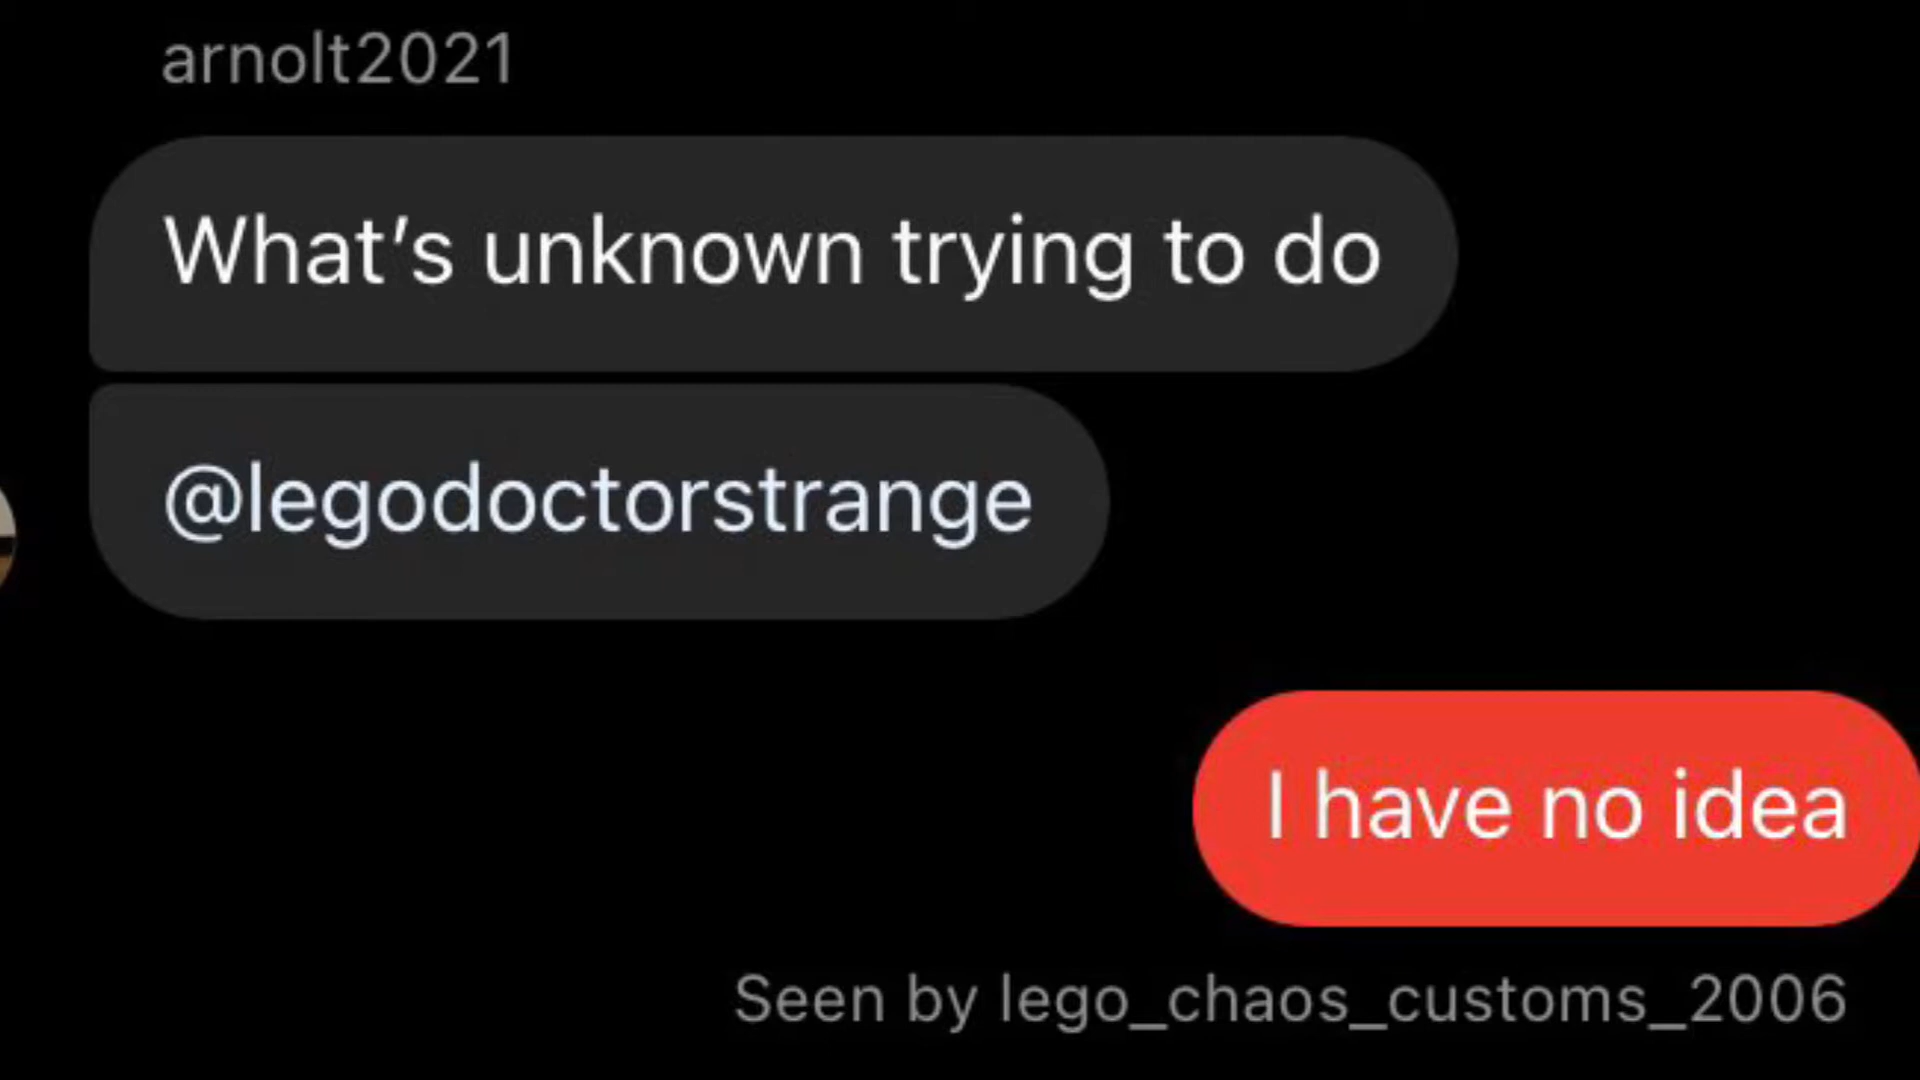 arnolt2021
What’s unknown trying to do
@legodoctorstrange
I have no idea
Seen by lego_chaos_customs_2006